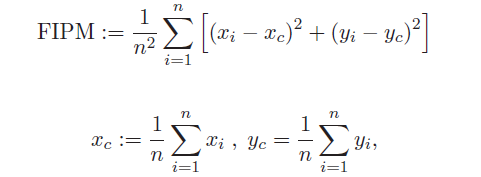 FIPM := \frac{1}{n^2} \sum_{i=1}^{n} \left[ (x_i - x_c)^2 + (y_i - y_c)^2 \right]
x_c := \frac{1}{n} \sum_{i=1}^{n} x_i , y_c = \frac{1}{n} \sum_{i=1}^{n} y_i,